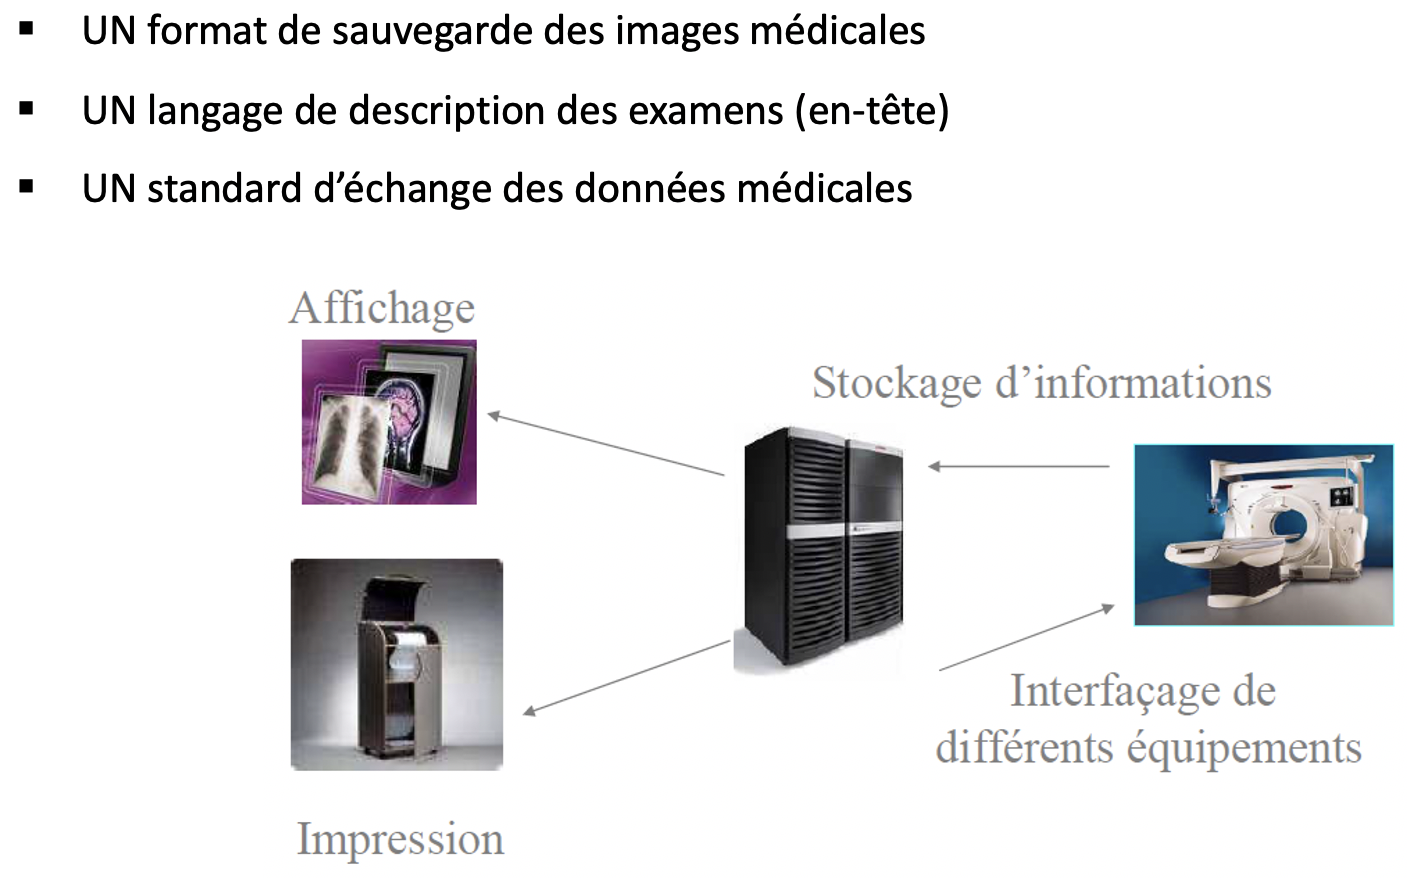 ▪ UN format de sauvegarde des images médicales
▪ UN langage de description des examens (en-tête)
▪ UN standard d’échange des données médicales
Affichage
Stockage d’informations
Interfaçage de
différents équipements
Impression